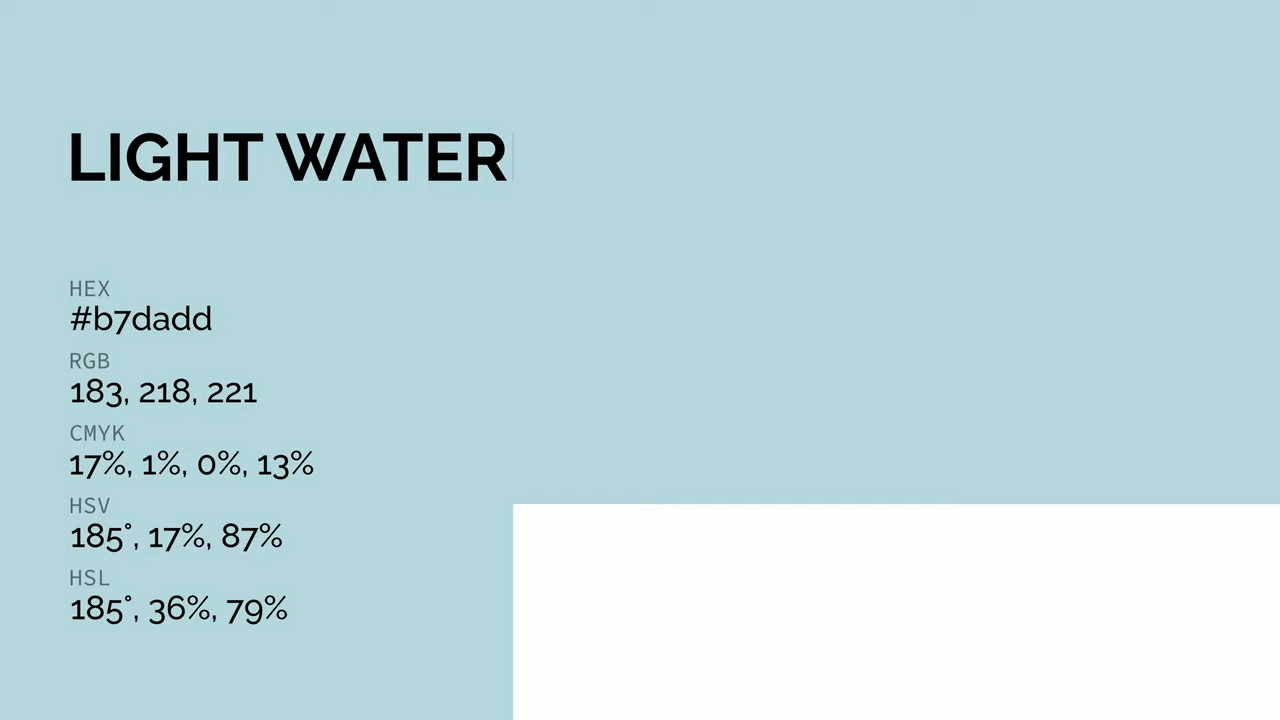 LIGHT WATER
HEX
#b7dadd
RGB
183, 218, 221
CMYK
17%, 1%, 0%, 13%
HSV
185°, 17%, 87%
HSL
185°, 36%, 79%